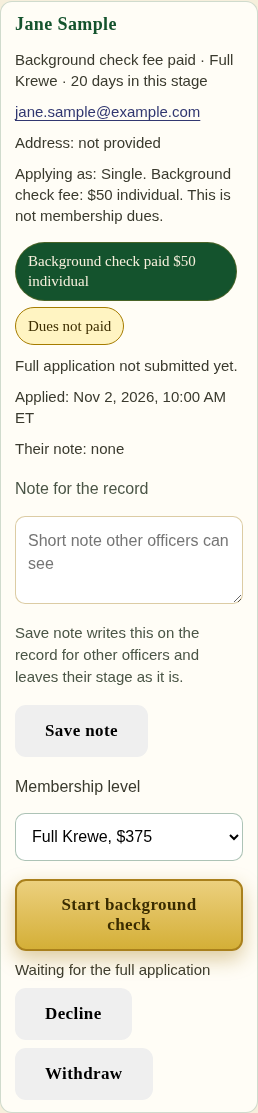 Jane Sample
Background check fee paid · Full
Krewe · 20 days in this stage
jane.sample@example.com
Address: not provided
Applying as: Single. Background
check fee: $50 individual. This is
not membership dues.
Background check paid $50
individual
Dues not paid
Full application not submitted yet.
Applied: Nov 2, 2026, 10:00 AM
ET
Their note: none
Note for the record
Short note other officers can
see
Save note writes this on the
record for other officers and
leaves their stage as it is.
Save note
Membership level
Full Krewe, $375
Start background
check
Waiting for the full application
Decline
Withdraw